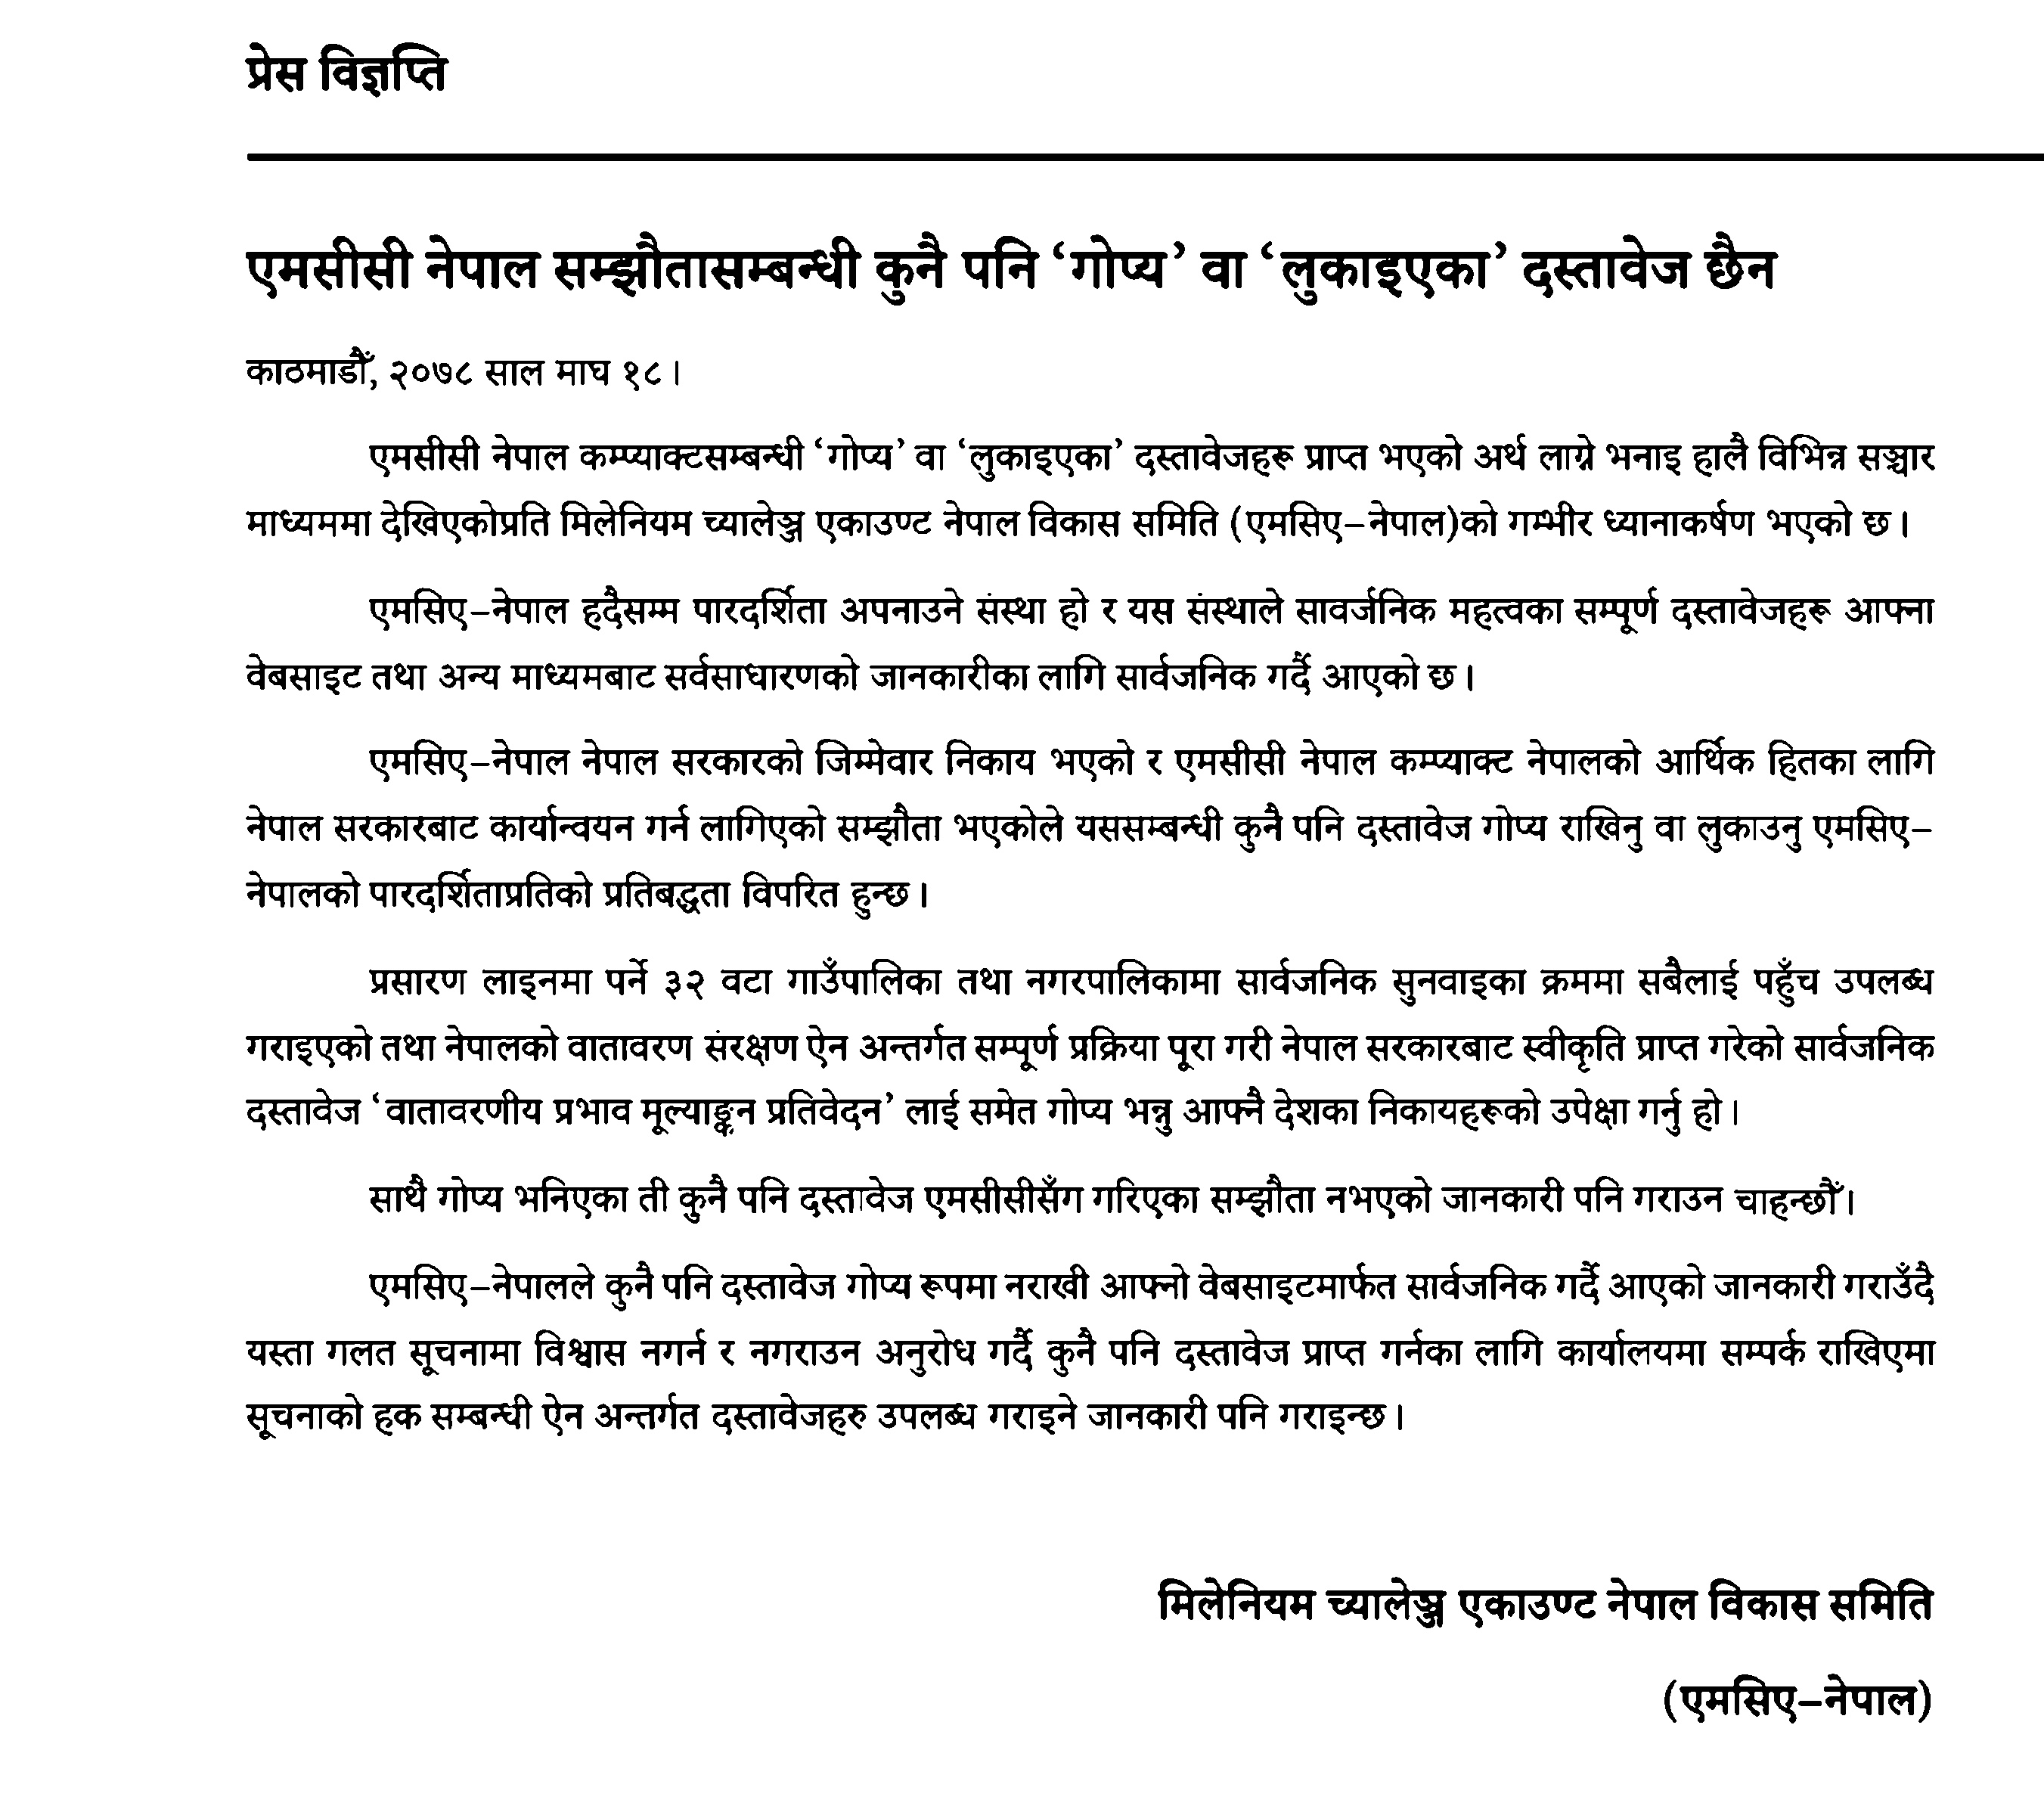 प्रेस विज्ञप्ति
एमसीसी नेपाल सम्झौतासम्बन्धी कुनै पनि ‘गोप्य’ वा ‘लुकाइएका’ दस्तावेज छैन
काठमाडौँ, २०७८ साल माघ १८।
एमसीसी नेपाल कम्प्याक्टसम्बन्धी ‘गोप्य’ वा ‘लुकाइएका’ दस्तावेजहरू प्राप्त भएको अर्थ लाग्ने भनाइ हालै विभिन्न सञ्चार
माध्यममा देखिएकोप्रति मिलेनियम च्यालेञ्ज एकाउण्ट नेपाल विकास समिति (एमसिए–नेपाल)को गम्भीर ध्यानाकर्षण भएको छ।
एमसिए–नेपाल हदैसम्म पारदर्शिता अपनाउने संस्था हो र यस संस्थाले सावर्जनिक महत्वका सम्पूर्ण दस्तावेजहरू आफ्ना
वेबसाइट तथा अन्य माध्यमबाट सर्वसाधारणको जानकारीका लागि सार्वजनिक गर्दै आएको छ।
एमसिए–नेपाल नेपाल सरकारको जिम्मेवार निकाय भएको र एमसीसी नेपाल कम्प्याक्ट नेपालको आर्थिक हितका लागि
नेपाल सरकारबाट कार्यान्वयन गर्न लागिएको सम्झौता भएकोले यससम्बन्धी कुनै पनि दस्तावेज गोप्य राखिनु वा लुकाउनु एमसिए–
नेपालको पारदर्शिताप्रतिको प्रतिबद्धता विपरित हुन्छ।
प्रसारण लाइनमा पर्ने ३२ वटा गाउँपालिका तथा नगरपालिकामा सार्वजनिक सुनवाइका क्रममा सबैलाई पहुँच उपलब्ध
गराइएको तथा नेपालको वातावरण संरक्षण ऐन अन्तर्गत सम्पूर्ण प्रक्रिया पूरा गरी नेपाल सरकारबाट स्वीकृति प्राप्त गरेको सार्वजनिक
दस्तावेज ‘वातावरणीय प्रभाव मूल्याङ्कन प्रतिवेदन’ लाई समेत गोप्य भन्नु आफ्नै देशका निकायहरूको उपेक्षा गर्नु हो।
साथै गोप्य भनिएका ती कुनै पनि दस्तावेज एमसीसीसँग गरिएका सम्झौता नभएको जानकारी पनि गराउन चाहन्छौँ।
एमसिए–नेपालले कुनै पनि दस्तावेज गोप्य रूपमा नराखी आफ्नो वेबसाइटमार्फत सार्वजनिक गर्दै आएको जानकारी गराउँदै
यस्ता गलत सूचनामा विश्वास नगर्न र नगराउन अनुरोध गर्दै कुनै पनि दस्तावेज प्राप्त गर्नका लागि कार्यालयमा सम्पर्क राखिएमा
सूचनाको हक सम्बन्धी ऐन अन्तर्गत दस्तावेजहरु उपलब्ध गराइने जानकारी पनि गराइन्छ।
मिलेनियम च्यालेञ्ज एकाउण्ट नेपाल विकास समिति
(एमसिए–नेपाल)